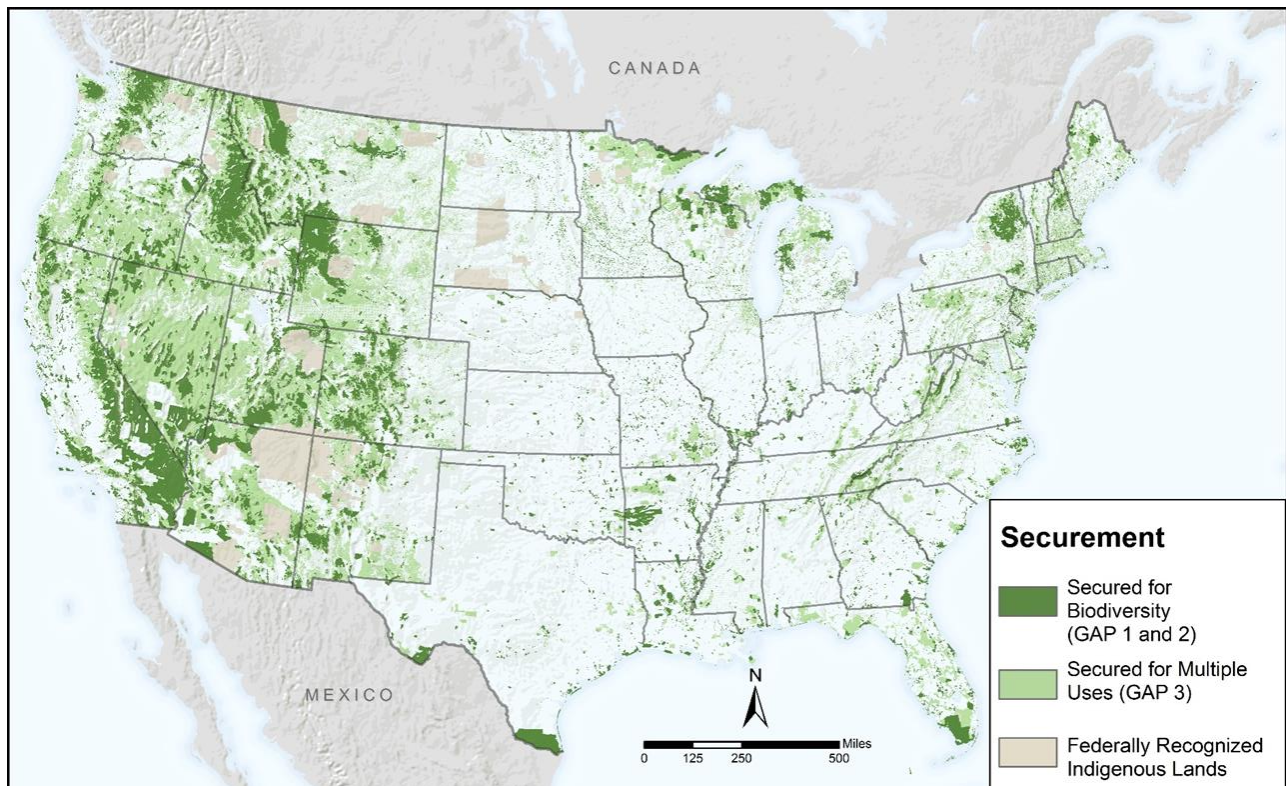 CANADA
MEXICO
N
Miles
0 125 250 500
Securement
Secured for
Biodiversity
(GAP 1 and 2)
Secured for Multiple
Uses (GAP 3)
Federally Recognized
Indigenous Lands